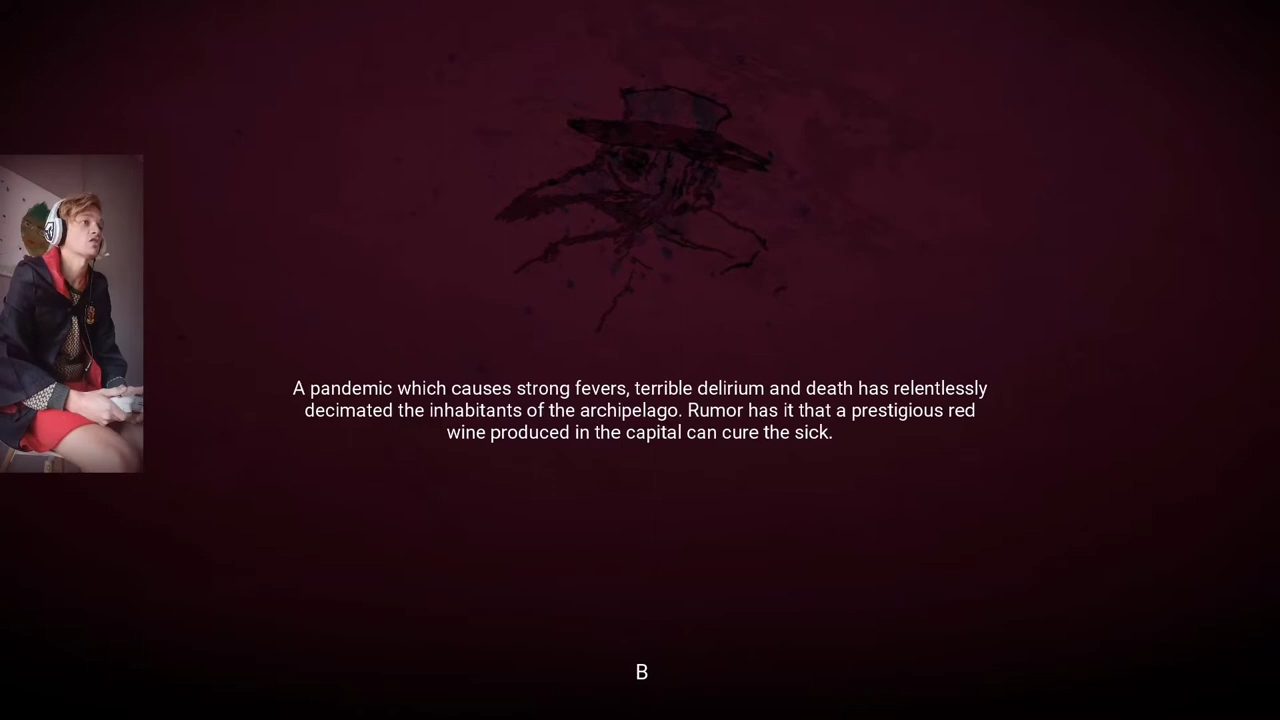 A pandemic which causes strong fevers, terrible delirium and death has relentlessly
decimated the inhabitants of the archipelago. Rumor has it that a prestigious red
wine produced in the capital can cure the sick.
B